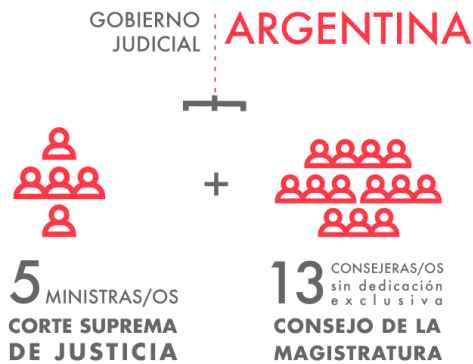 GOBIERNO
JUDICIAL
ARGENTINA
+
5 MINISTRAS/OS
CORTE SUPREMA
DE JUSTICIA
13 CONSEJERAS/OS
sin dedicación
exclusiva
CONSEJO DE LA
MAGISTRATURA